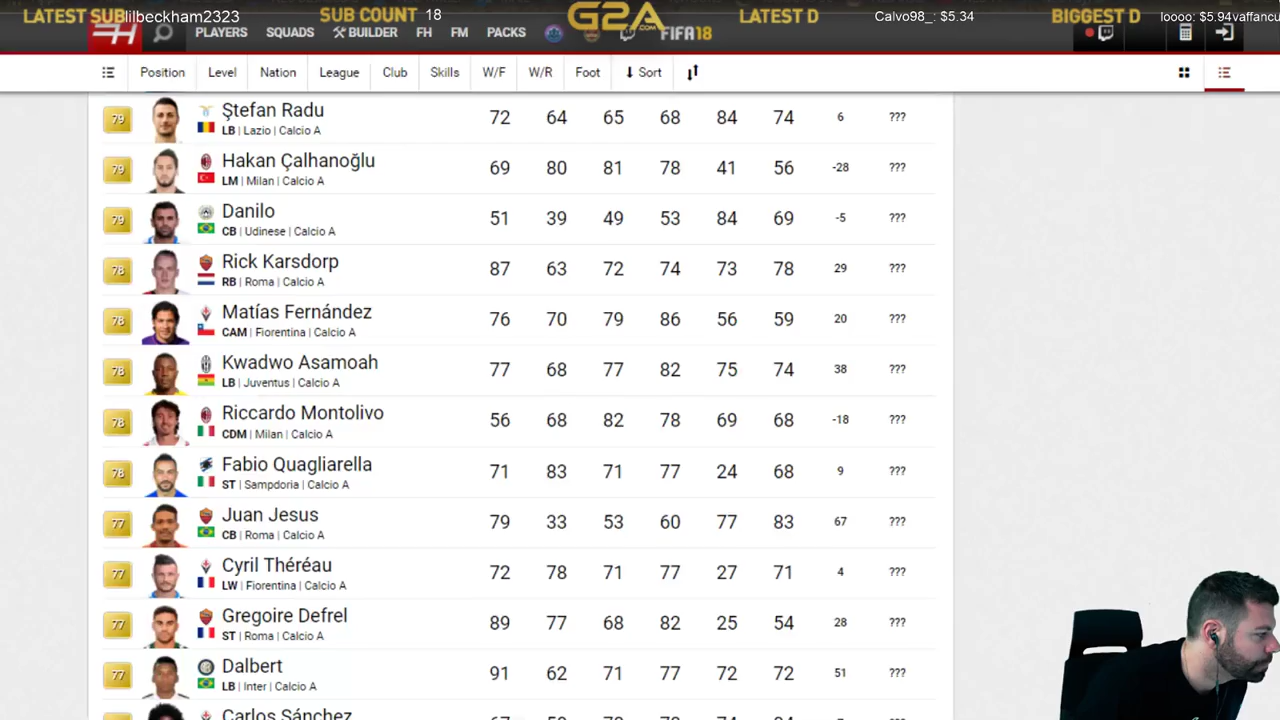 LATEST SUB lilbeckham2323 SUB COUNT 18 G2A .COM LATEST D Calvo98_: $5.34 BIGGEST D loooo: $5.94vaffancu
PLAYERS SQUADS BUILDER FH FM PACKS FIFA18
Position Level Nation League Club Skills W/F W/R Foot Sort
79 Ştefan Radu 72 64 65 68 84 74 6 ???
LB | Lazio | Calcio A
79 Hakan Çalhanoğlu 69 80 81 78 41 56 -28 ???
LM | Milan | Calcio A
79 Danilo 51 39 49 53 84 69 -5 ???
CB | Udinese | Calcio A
78 Rick Karsdorp 87 63 72 74 73 78 29 ???
RB | Roma | Calcio A
78 Matías Fernández 76 70 79 86 56 59 20 ???
CAM | Fiorentina | Calcio A
78 Kwadwo Asamoah 77 68 77 82 75 74 38 ???
LB | Juventus | Calcio A
78 Riccardo Montolivo 56 68 82 78 69 68 -18 ???
CDM | Milan | Calcio A
78 Fabio Quagliarella 71 83 71 77 24 68 9 ???
ST | Sampdoria | Calcio A
77 Juan Jesus 79 33 53 60 77 83 67 ???
CB | Roma | Calcio A
77 Cyril Théréau 72 78 71 77 27 71 4 ???
LW | Fiorentina | Calcio A
77 Gregoire Defrel 89 77 68 82 25 54 28 ???
ST | Roma | Calcio A
77 Dalbert 91 62 71 77 72 72 51 ???
LB | Inter | Calcio A
Carlos Sánchez